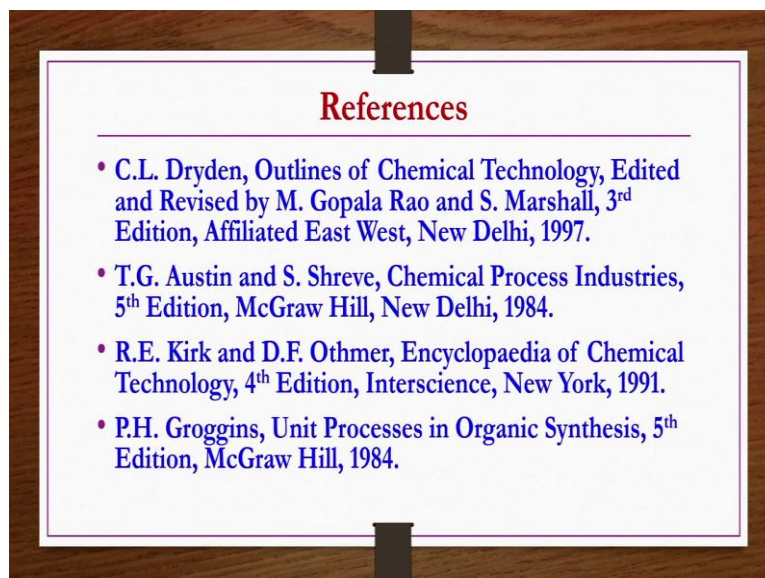 References
• C.L. Dryden, Outlines of Chemical Technology, Edited
and Revised by M. Gopala Rao and S. Marshall, 3rd
Edition, Affiliated East West, New Delhi, 1997.
• T.G. Austin and S. Shreve, Chemical Process Industries,
5th Edition, McGraw Hill, New Delhi, 1984.
• R.E. Kirk and D.F. Othmer, Encyclopaedia of Chemical
Technology, 4th Edition, Interscience, New York, 1991.
• P.H. Groggins, Unit Processes in Organic Synthesis, 5th
Edition, McGraw Hill, 1984.